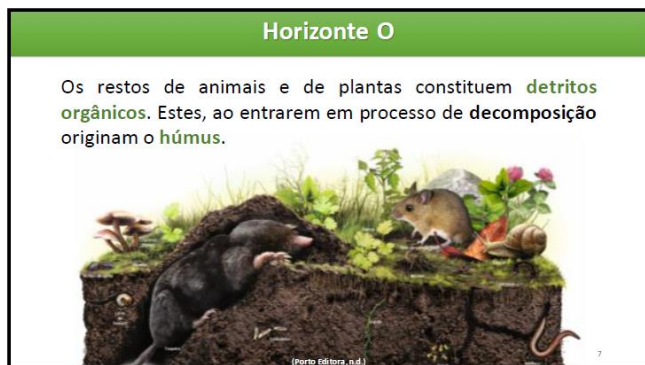 Horizonte O
Os restos de animais e de plantas constituem detritos
orgânicos. Estes, ao entrarem em processo de decomposição
originam o húmus.
(Porto Editora, n.d.)
7